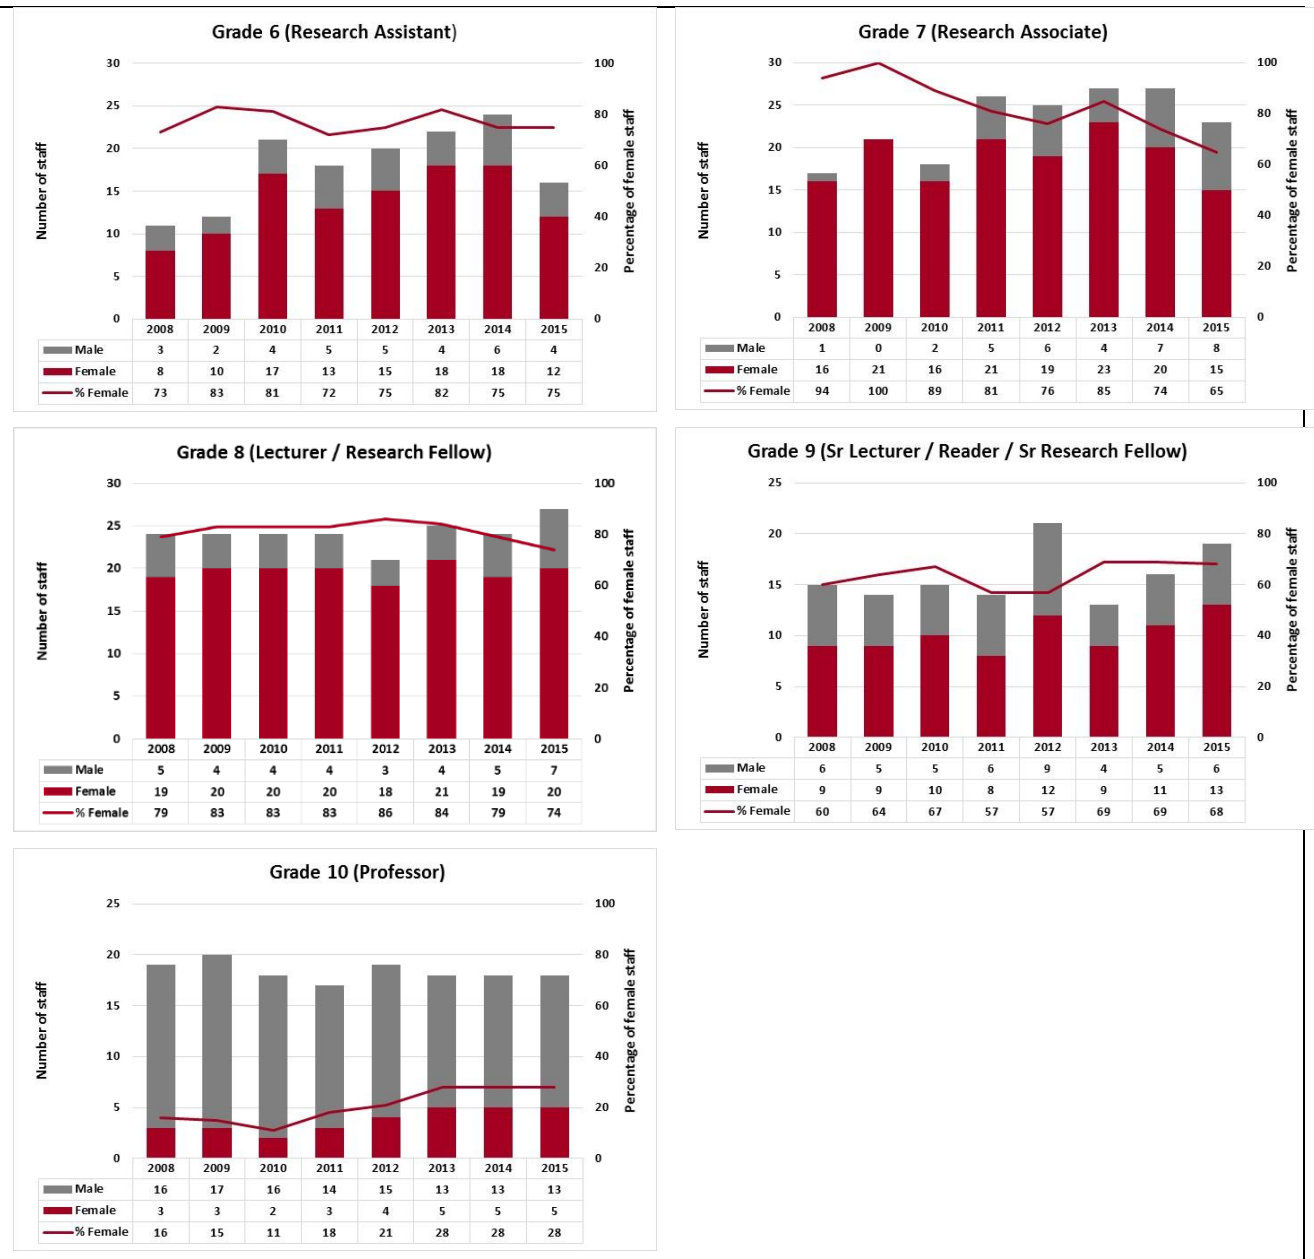 Grade 6 (Research Assistant)
30
25
20
15
10
5
0
100
80
60
40
20
0
Number of staff
Percentage of female staff
2008 2009 2010 2011 2012 2013 2014 2015
Male 3 2 4 5 5 4 6 4
Female 8 10 17 13 15 18 18 12
% Female 73 83 81 72 75 82 75 75
Grade 7 (Research Associate)
30
25
20
15
10
5
0
100
80
60
40
20
0
Number of staff
Percentage of female staff
2008 2009 2010 2011 2012 2013 2014 2015
Male 1 0 2 5 6 4 7 8
Female 16 21 16 21 19 23 20 15
% Female 94 100 89 81 76 85 74 65
Grade 8 (Lecturer / Research Fellow)
30
25
20
15
10
5
0
100
80
60
40
20
0
Number of staff
Percentage of female staff
2008 2009 2010 2011 2012 2013 2014 2015
Male 5 4 4 4 3 4 5 7
Female 19 20 20 20 18 21 19 20
% Female 79 83 83 83 86 84 79 74
Grade 9 (Sr Lecturer / Reader / Sr Research Fellow)
25
20
15
10
5
0
100
80
60
40
20
0
Number of staff
Percentage of female staff
2008 2009 2010 2011 2012 2013 2014 2015
Male 6 5 5 6 9 4 5 6
Female 9 9 10 8 12 9 11 13
% Female 60 64 67 57 57 69 69 68
Grade 10 (Professor)
25
20
15
10
5
0
100
80
60
40
20
0
Number of staff
Percentage of female staff
2008 2009 2010 2011 2012 2013 2014 2015
Male 16 17 16 14 15 13 13 13
Female 3 3 2 3 4 5 5 5
% Female 16 15 11 18 21 28 28 28